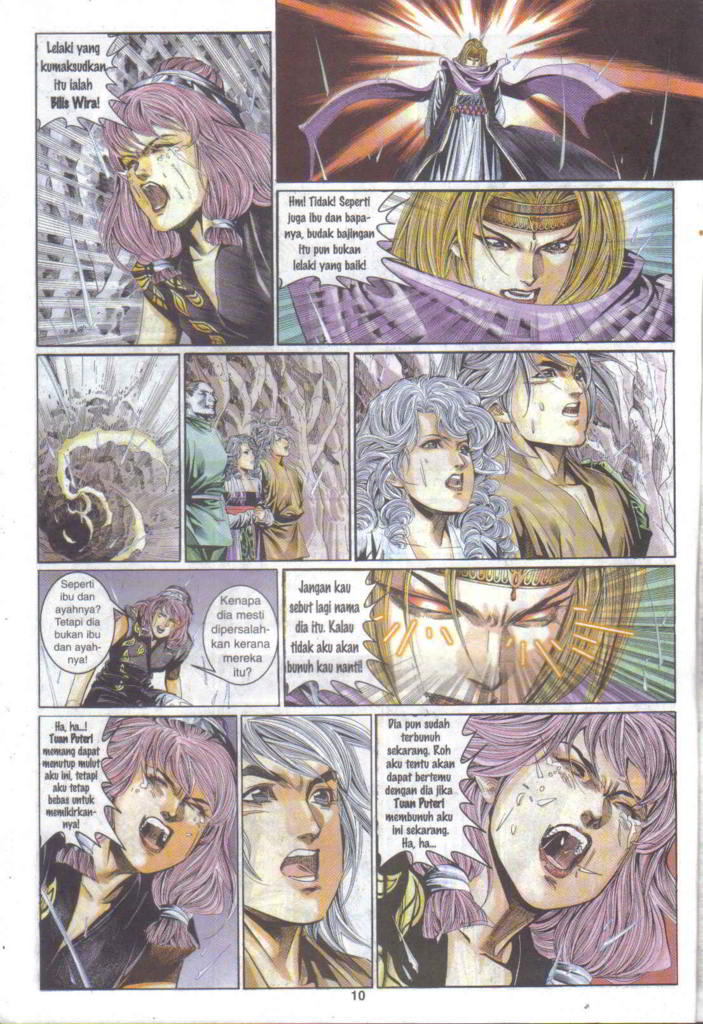 Lelaki yang
kumaksudkan
itu ialah
Bilis Wira!
Hm! Tidak! Seperti
juga ibu dan bapa-
nya, budak bajingan
itu pun bukan
lelaki yang baik!
Seperti
ibu dan
ayahnya?
Tetapi dia
bukan ibu
dan ayah-
nya!
Kenapa
dia mesti
dipersalah-
kan kerana
mereka
itu?
Jangan kau
sebut lagi nama
dia itu. Kalau
tidak aku akan
bunuh kau nanti!
Ha, ha...!
Tuan Puteri
memang dapat
menutup mulut
aku ini, tetapi
aku tetap
bebas untuk
memikirkan-
nya!
Dia pun sudah
terbunuh
sekarang. Roh
aku tentu akan
dapat bertemu
dengan dia jika
Tuan Puteri
membunuh aku
ini sekarang.
Ha, ha...
10